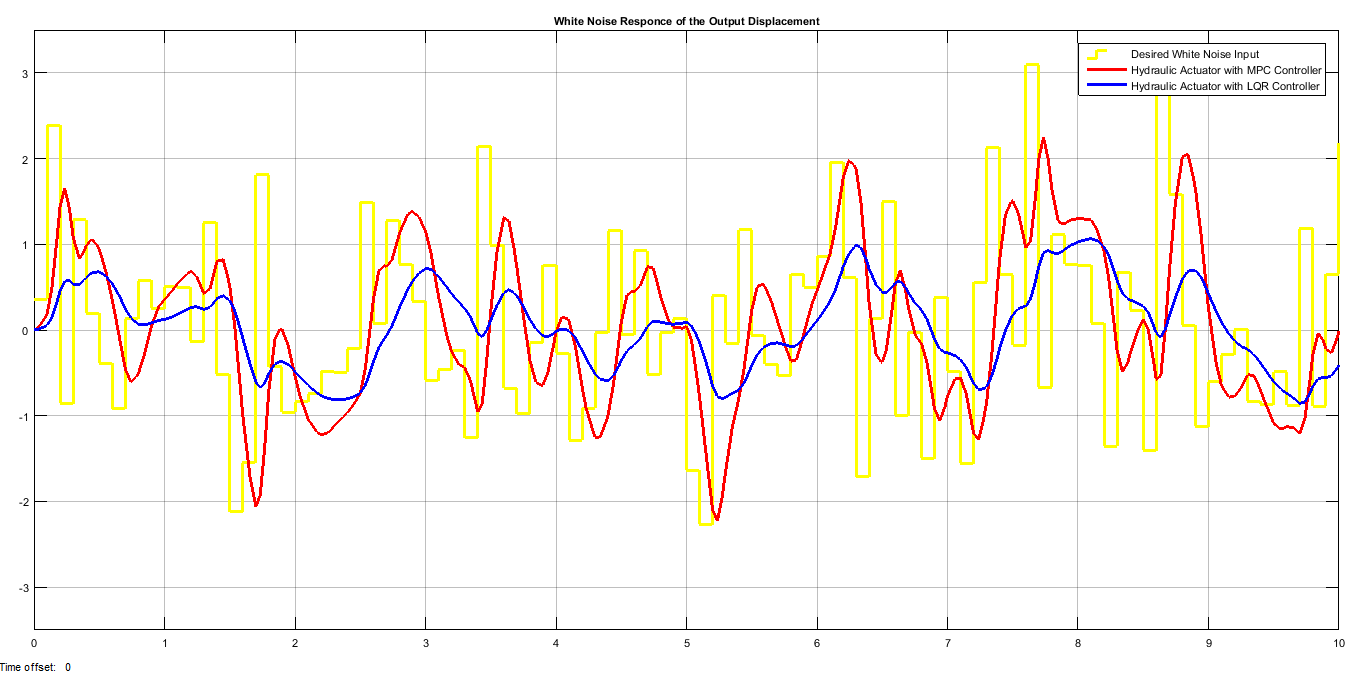 White Noise Responce of the Output Displacement
Desired White Noise Input
Hydraulic Actuator with MPC Controller
Hydraulic Actuator with LQR Controller
3
2
1
0
-1
-2
-3
0 1 2 3 4 5 6 7 8 9 10
Time offset: 0